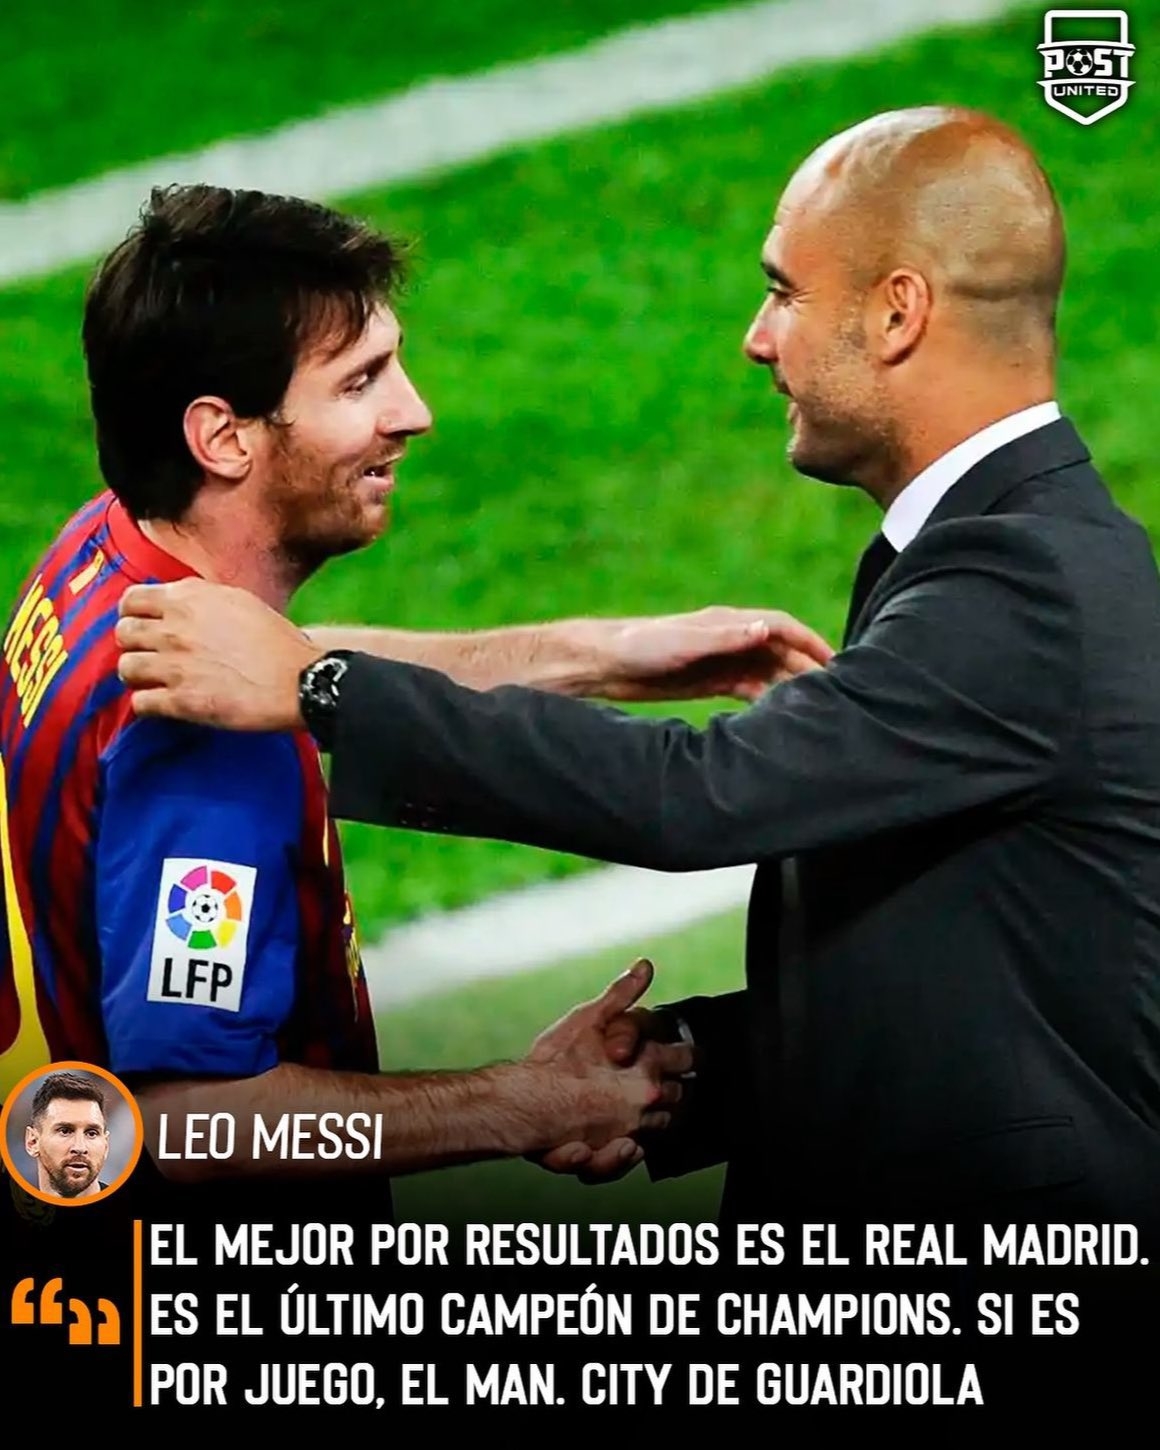 POST
UNITED
MESSI
LFP
LEO MESSI
EL MEJOR POR RESULTADOS ES EL REAL MADRID.
ES EL ÚLTIMO CAMPEÓN DE CHAMPIONS. SI ES
POR JUEGO, EL MAN. CITY DE GUARDIOLA